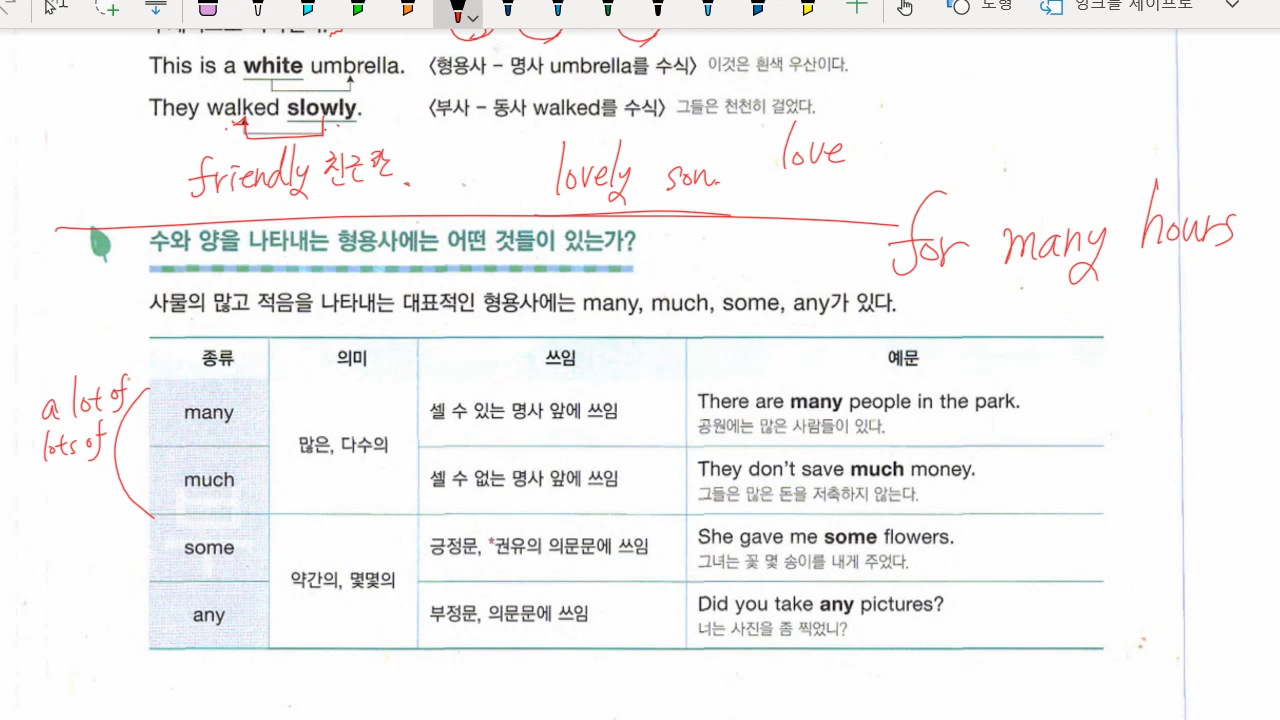 도형
잉크를 셰이프로
This is a white umbrella. 〈형용사 – 명사 umbrella를 수식〉 이것은 흰색 우산이다.
They walked slowly. 〈부사 – 동사 walked를 수식〉 그들은 천천히 걸었다.
friendly 친근한. lovely son. love
for many hours
수와 양을 나타내는 형용사에는 어떤 것들이 있는가?
사물의 많고 적음을 나타내는 대표적인 형용사에는 many, much, some, any가 있다.
종류 의미 쓰임 예문
a lot of
lots of
many 많은, 다수의 셀 수 있는 명사 앞에 쓰임 There are many people in the park.
공원에는 많은 사람들이 있다.
much 셀 수 없는 명사 앞에 쓰임 They don't save much money.
그들은 많은 돈을 저축하지 않는다.
some 약간의, 몇몇의 긍정문, *권유의 의문문에 쓰임 She gave me some flowers.
그녀는 꽃 몇 송이를 내게 주었다.
any 부정문, 의문문에 쓰임 Did you take any pictures?
너는 사진을 좀 찍었니?